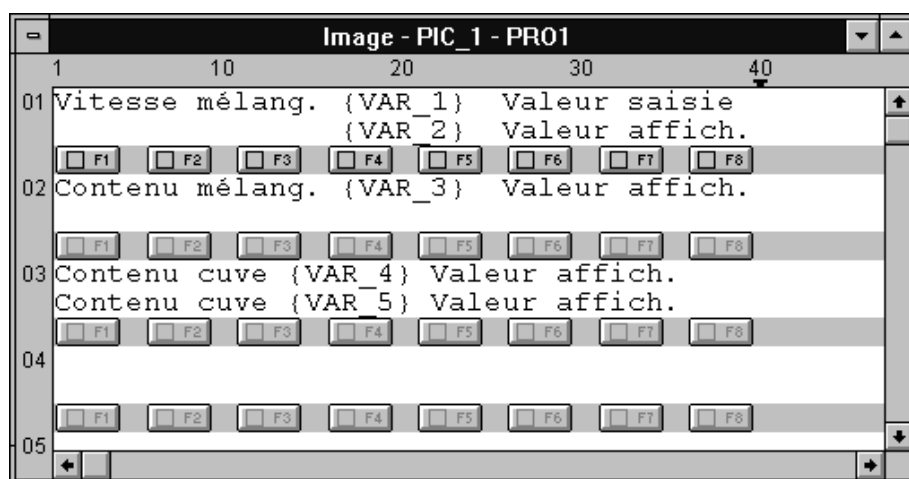 Image - PIC_1 - PRO1
1 10 20 30 40
01 Vitesse mélang. {VAR_1} Valeur saisie
{VAR_2} Valeur affich.
F1 F2 F3 F4 F5 F6 F7 F8
02 Contenu mélang. {VAR_3} Valeur affich.
F1 F2 F3 F4 F5 F6 F7 F8
03 Contenu cuve {VAR_4} Valeur affich.
Contenu cuve {VAR_5} Valeur affich.
F1 F2 F3 F4 F5 F6 F7 F8
04
F1 F2 F3 F4 F5 F6 F7 F8
05